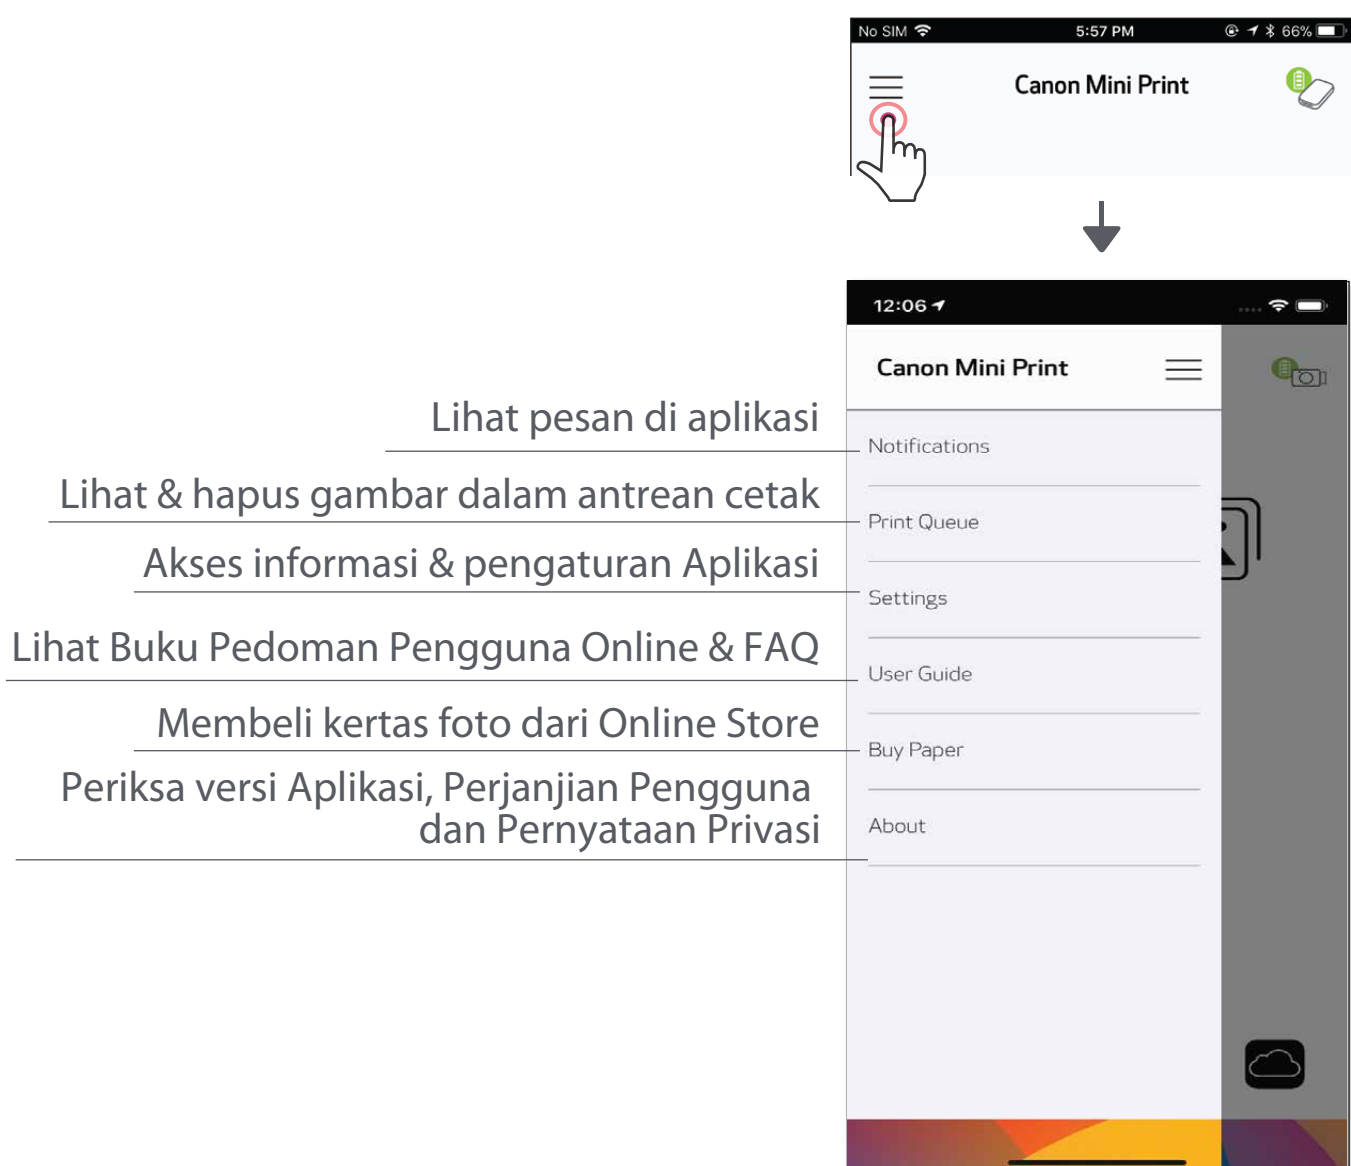 No SIM 5:57 PM 66%
Canon Mini Print
12:06
Canon Mini Print
Lihat pesan di aplikasi
Notifications
Lihat & hapus gambar dalam antrean cetak
Print Queue
Akses informasi & pengaturan Aplikasi
Settings
Lihat Buku Pedoman Pengguna Online & FAQ
User Guide
Membeli kertas foto dari Online Store
Buy Paper
Periksa versi Aplikasi, Perjanjian Pengguna
dan Pernyataan Privasi
About